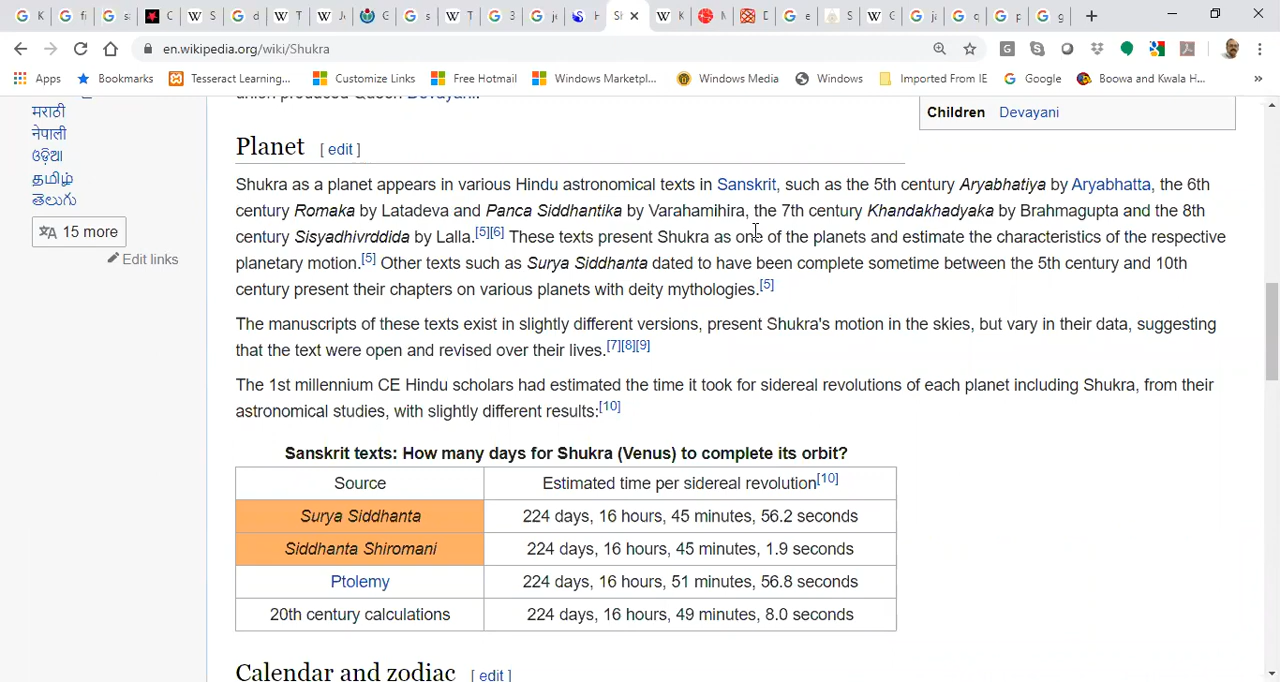 K
fi
si
C
W S
d
W T
W Je
G
s
W T
3
je
H
Sh
W K
M
D
e
S
W G
ja
q
p
g
en.wikipedia.org/wiki/Shukra
Apps Bookmarks Tesseract Learning... Customize Links Free Hotmail Windows Marketpl... Windows Media Windows Imported From IE Google Boowa and Kwala H... »
मराठी
नेपाली
ଓଡ଼ିଆ
தமிழ்
తెలుగు
15 more
Edit links
union produced Queen Devayani.
Children Devayani
Planet [ edit ]
Shukra as a planet appears in various Hindu astronomical texts in Sanskrit, such as the 5th century Aryabhatiya by Aryabhatta, the 6th
century Romaka by Latadeva and Panca Siddhantika by Varahamihira, the 7th century Khandakhadyaka by Brahmagupta and the 8th
century Sisyadhivrddida by Lalla.[5][6] These texts present Shukra as one of the planets and estimate the characteristics of the respective
planetary motion.[5] Other texts such as Surya Siddhanta dated to have been complete sometime between the 5th century and 10th
century present their chapters on various planets with deity mythologies.[5]
The manuscripts of these texts exist in slightly different versions, present Shukra's motion in the skies, but vary in their data, suggesting
that the text were open and revised over their lives.[7][8][9]
The 1st millennium CE Hindu scholars had estimated the time it took for sidereal revolutions of each planet including Shukra, from their
astronomical studies, with slightly different results:[10]
Sanskrit texts: How many days for Shukra (Venus) to complete its orbit?
Source Estimated time per sidereal revolution[10]
Surya Siddhanta 224 days, 16 hours, 45 minutes, 56.2 seconds
Siddhanta Shiromani 224 days, 16 hours, 45 minutes, 1.9 seconds
Ptolemy 224 days, 16 hours, 51 minutes, 56.8 seconds
20th century calculations 224 days, 16 hours, 49 minutes, 8.0 seconds
Calendar and zodiac [ edit ]